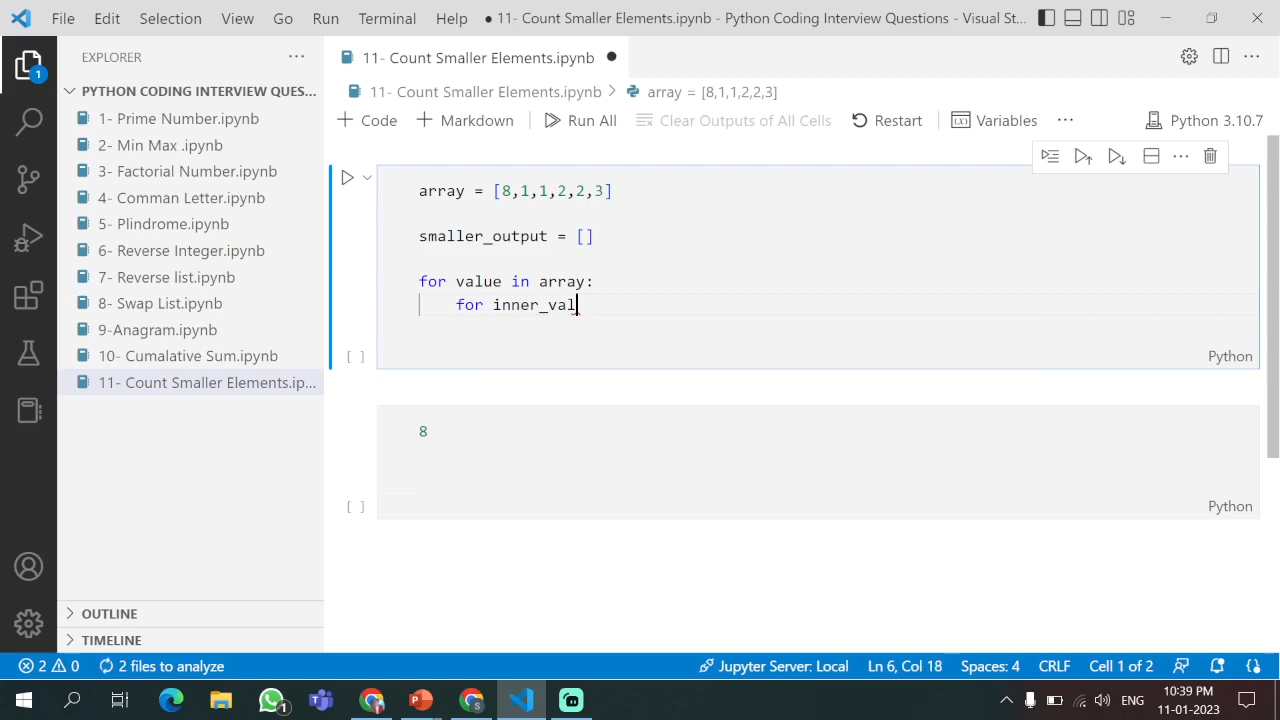 File Edit Selection View Go Run Terminal Help ● 11- Count Smaller Elements.ipynb - Python Coding Interview Questions - Visual St...
EXPLORER
1
PYTHON CODING INTERVIEW QUES...
1- Prime Number.ipynb
2- Min Max .ipynb
3- Factorial Number.ipynb
4- Comman Letter.ipynb
5- Plindrome.ipynb
6- Reverse Integer.ipynb
7- Reverse list.ipynb
8- Swap List.ipynb
9-Anagram.ipynb
10- Cumalative Sum.ipynb
11- Count Smaller Elements.ip...
OUTLINE
TIMELINE
11- Count Smaller Elements.ipynb ●
11- Count Smaller Elements.ipynb > array = [8,1,1,2,2,3]
+ Code + Markdown Run All Clear Outputs of All Cells Restart Variables ... Python 3.10.7
array = [8,1,1,2,2,3]
smaller_output = []
for value in array:
for inner_val
[ ] Python
8
[ ] Python
2 0 2 files to analyze Jupyter Server: Local Ln 6, Col 18 Spaces: 4 CRLF Cell 1 of 2
1 ENG 10:39 PM
11-01-2023